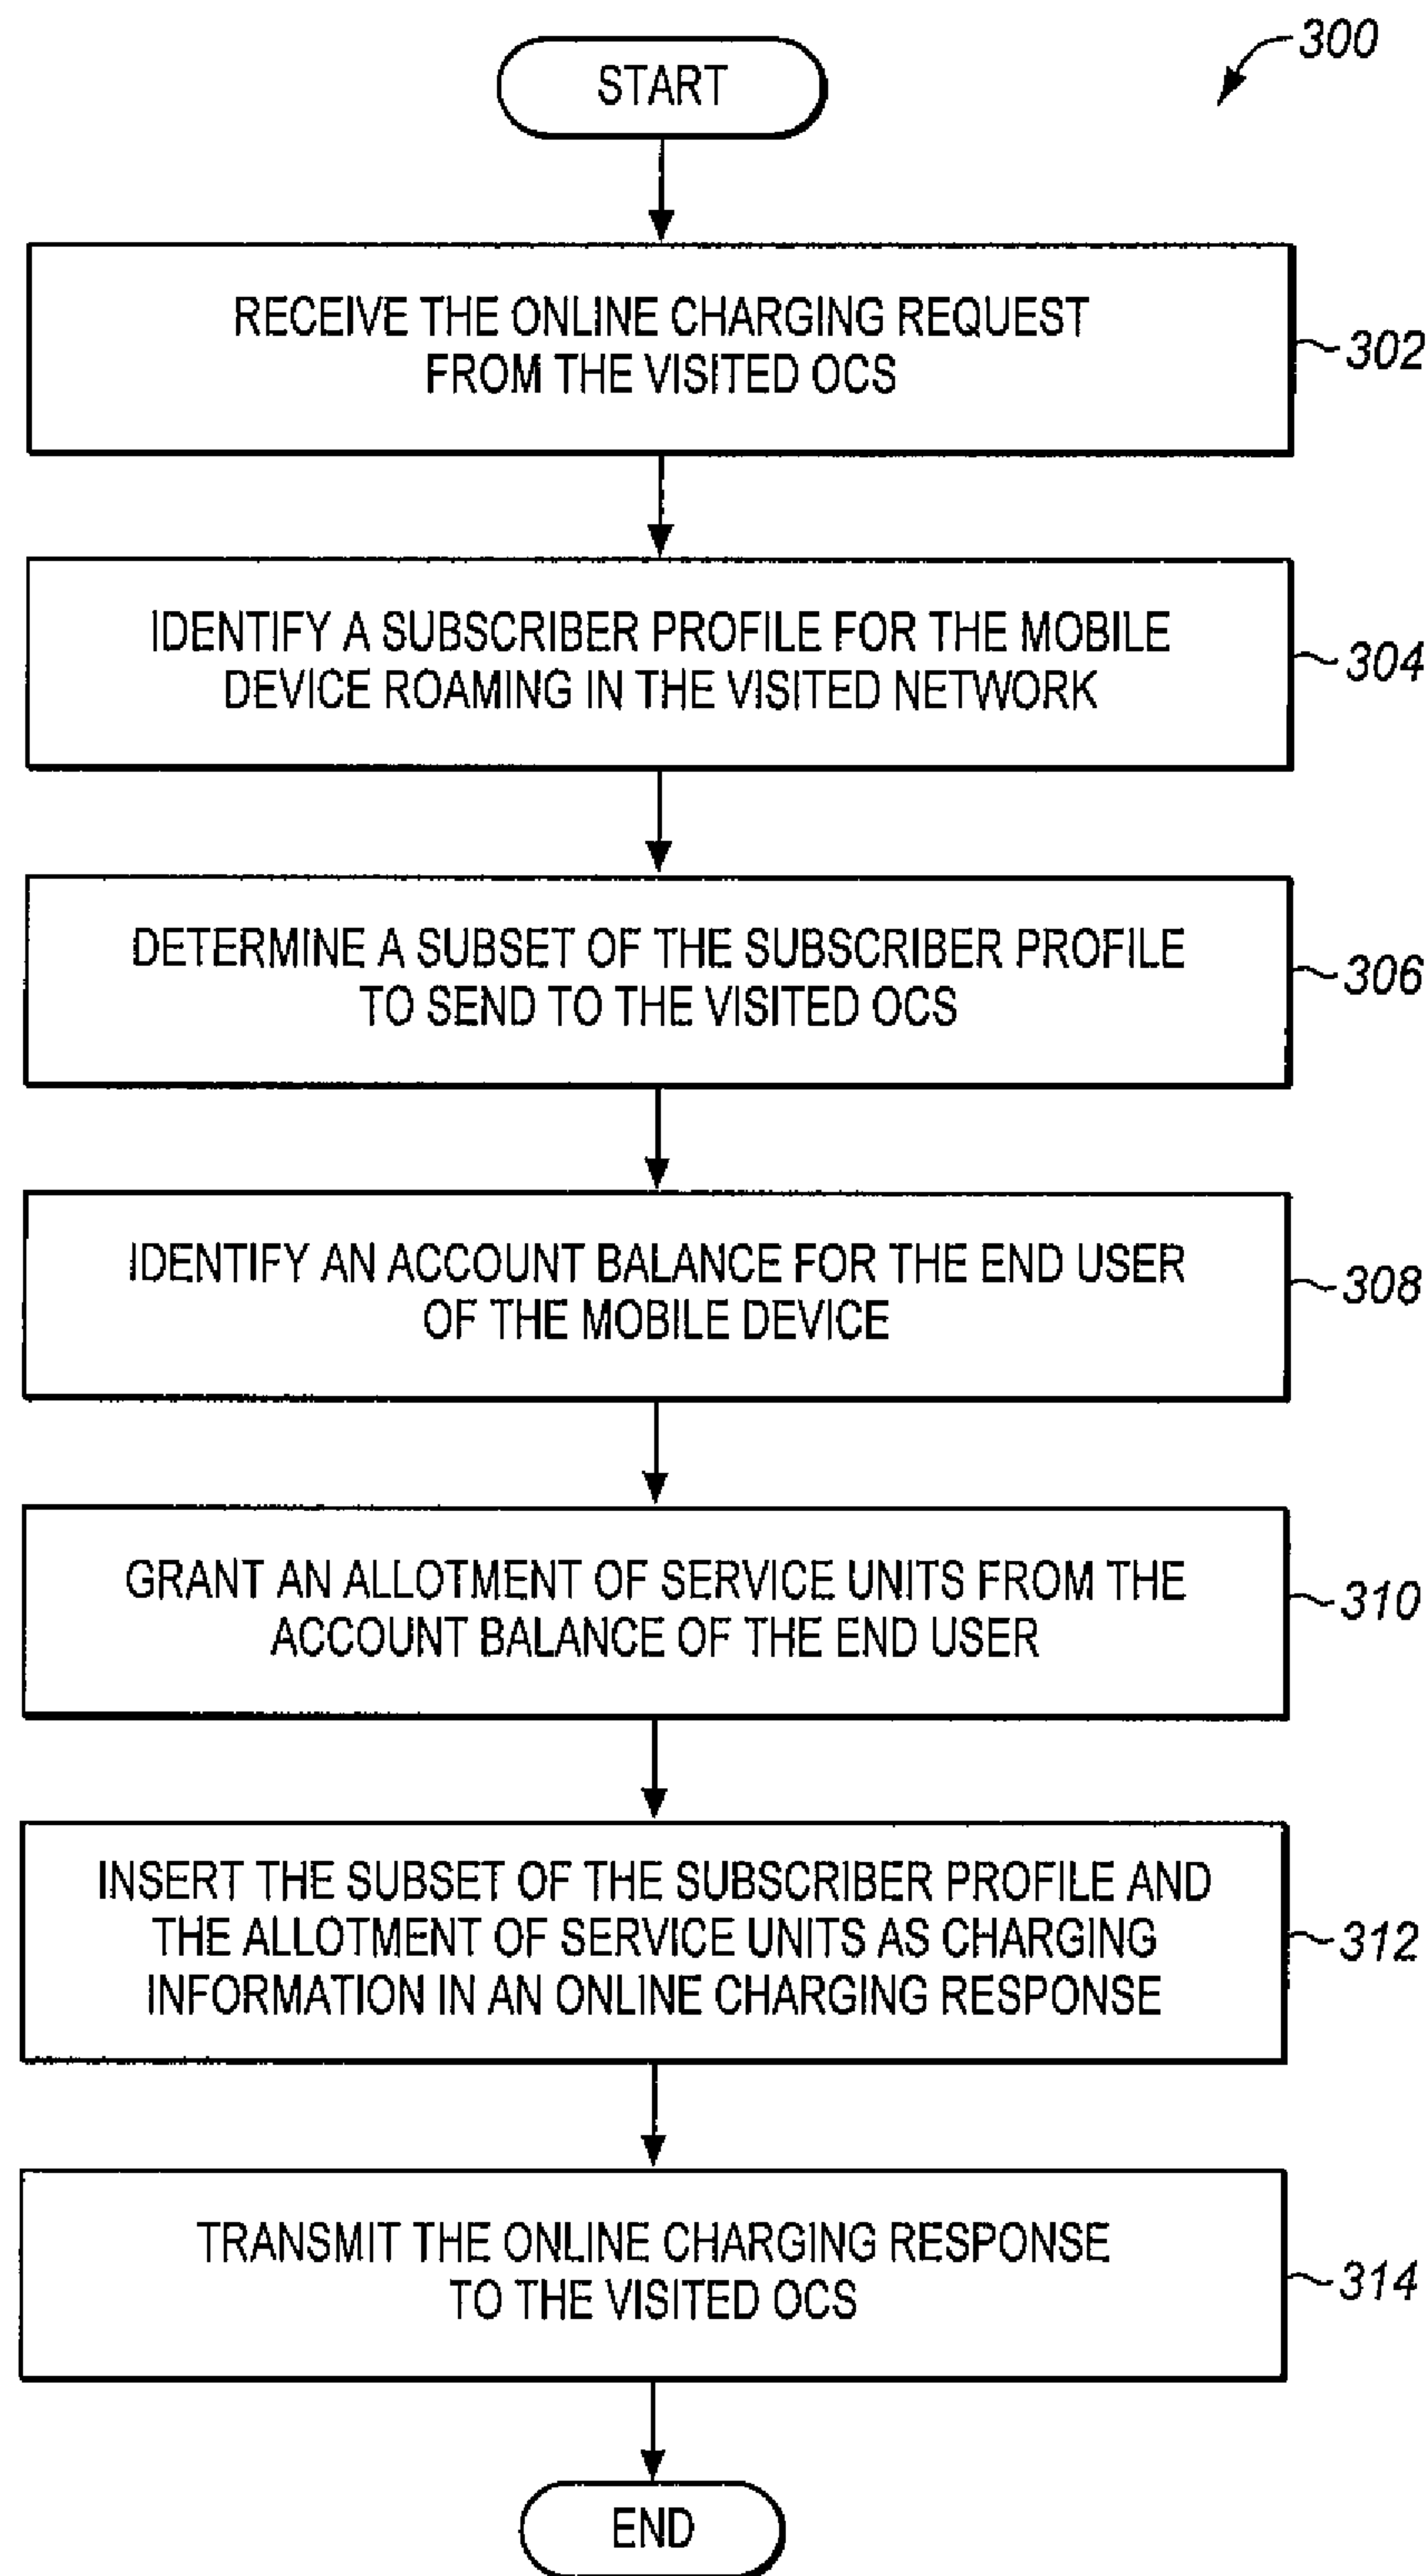 300
START
RECEIVE THE ONLINE CHARGING REQUEST
FROM THE VISITED OCS
302
IDENTIFY A SUBSCRIBER PROFILE FOR THE MOBILE
DEVICE ROAMING IN THE VISITED NETWORK
304
DETERMINE A SUBSET OF THE SUBSCRIBER PROFILE
TO SEND TO THE VISITED OCS
306
IDENTIFY AN ACCOUNT BALANCE FOR THE END USER
OF THE MOBILE DEVICE
308
GRANT AN ALLOTMENT OF SERVICE UNITS FROM THE
ACCOUNT BALANCE OF THE END USER
310
INSERT THE SUBSET OF THE SUBSCRIBER PROFILE AND
THE ALLOTMENT OF SERVICE UNITS AS CHARGING
INFORMATION IN AN ONLINE CHARGING RESPONSE
312
TRANSMIT THE ONLINE CHARGING RESPONSE
TO THE VISITED OCS
314
END